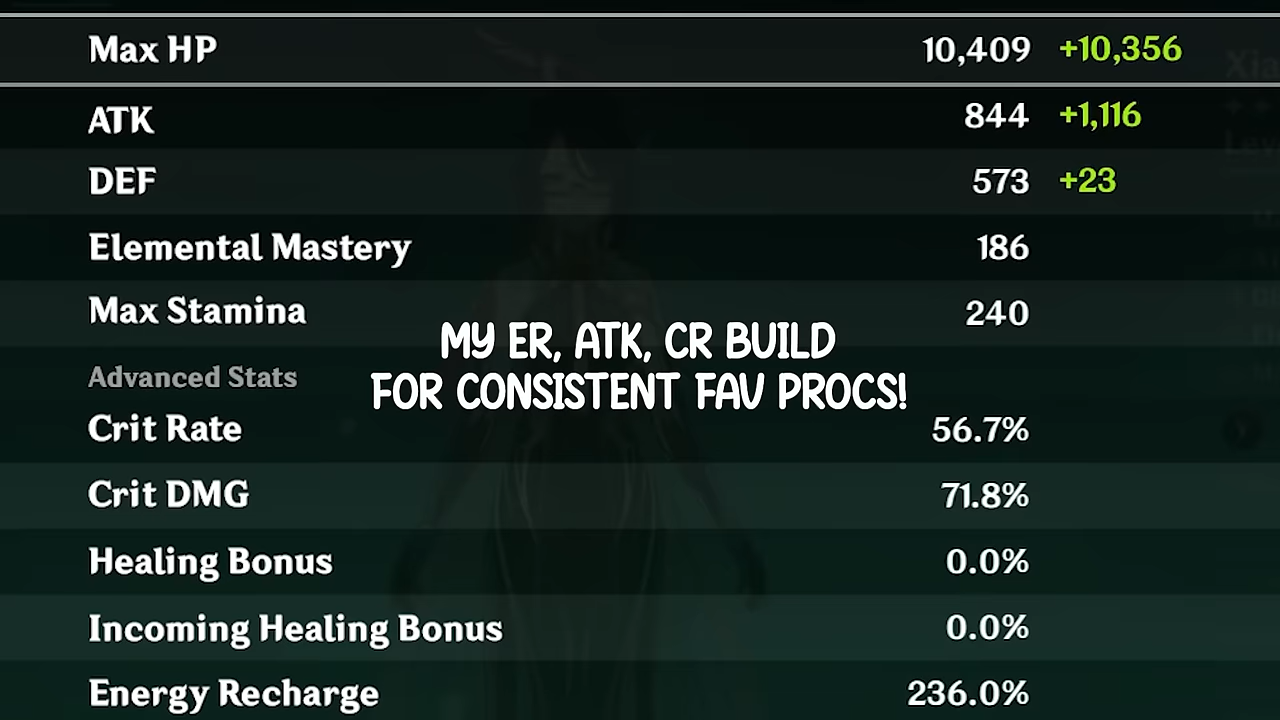 Max HP 10,409 +10,356
ATK 844 +1,116
DEF 573 +23
Elemental Mastery 186
Max Stamina 240
MY ER, ATK, CR BUILD
FOR CONSISTENT FAV PROCS!
Advanced Stats
Crit Rate 56.7%
Crit DMG 71.8%
Healing Bonus 0.0%
Incoming Healing Bonus 0.0%
Energy Recharge 236.0%